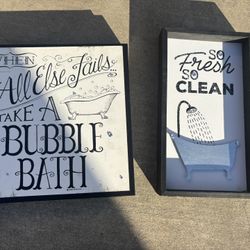 WHEN
All Else Fails...
TAKE A
BUBBLE
BATH
SO
Fresh
SO
CLEAN